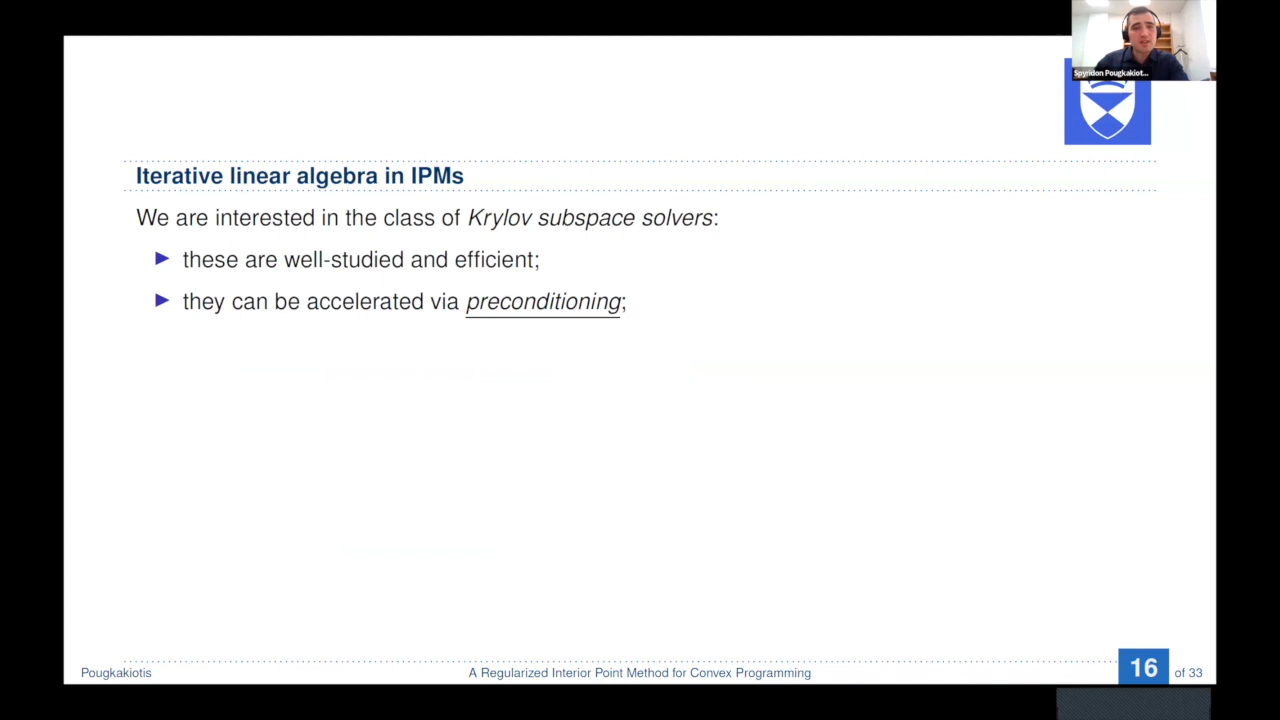 Spyridon Pougkakiot...
Iterative linear algebra in IPMs
We are interested in the class of Krylov subspace solvers:
▶ these are well-studied and efficient;
▶ they can be accelerated via preconditioning;
Pougkakiotis
A Regularized Interior Point Method for Convex Programming
16 of 33